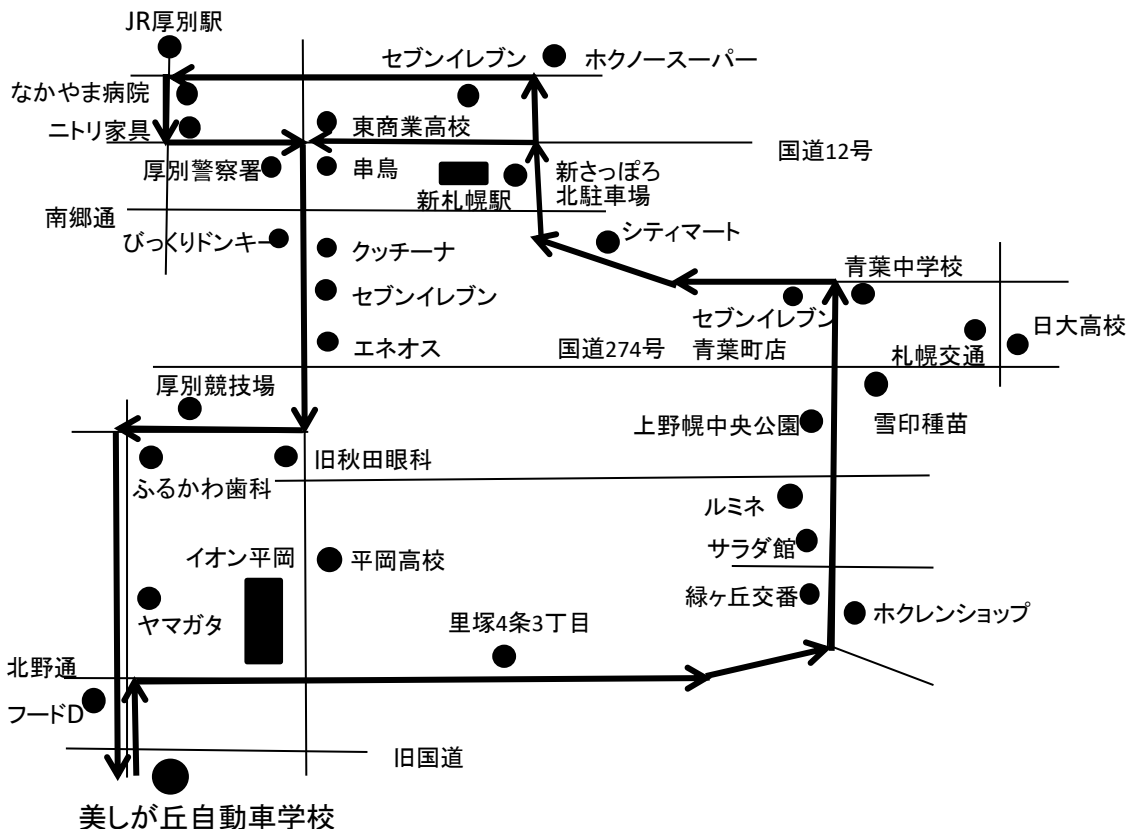 JR厚別駅
セブンイレブン
ホクノースーパー
なかやま病院
ニトリ家具
東商業高校
国道12号
厚別警察署
串鳥
新さっぽろ
北駐車場
新札幌駅
南郷通
びっくりドンキー
シティマート
クッチーナ
青葉中学校
セブンイレブン
セブンイレブン
青葉町店
日大高校
エネオス
国道274号
札幌交通
厚別競技場
上野幌中央公園
雪印種苗
旧秋田眼科
ふるかわ歯科
ルミネ
サラダ館
イオン平岡
平岡高校
緑ヶ丘交番
ホクレンショップ
ヤマガタ
里塚4条3丁目
北野通
フードD
旧国道
美しが丘自動車学校